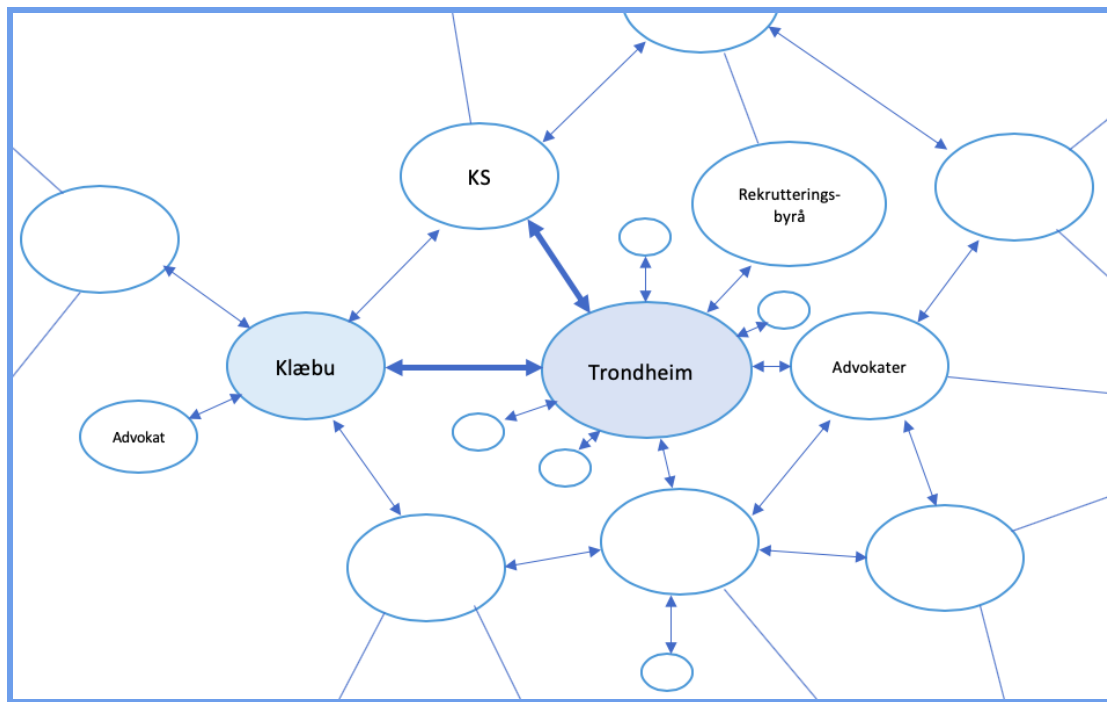 KS
Rekrutterings-
byrå
Klæbu
Trondheim
Advokater
Advokat